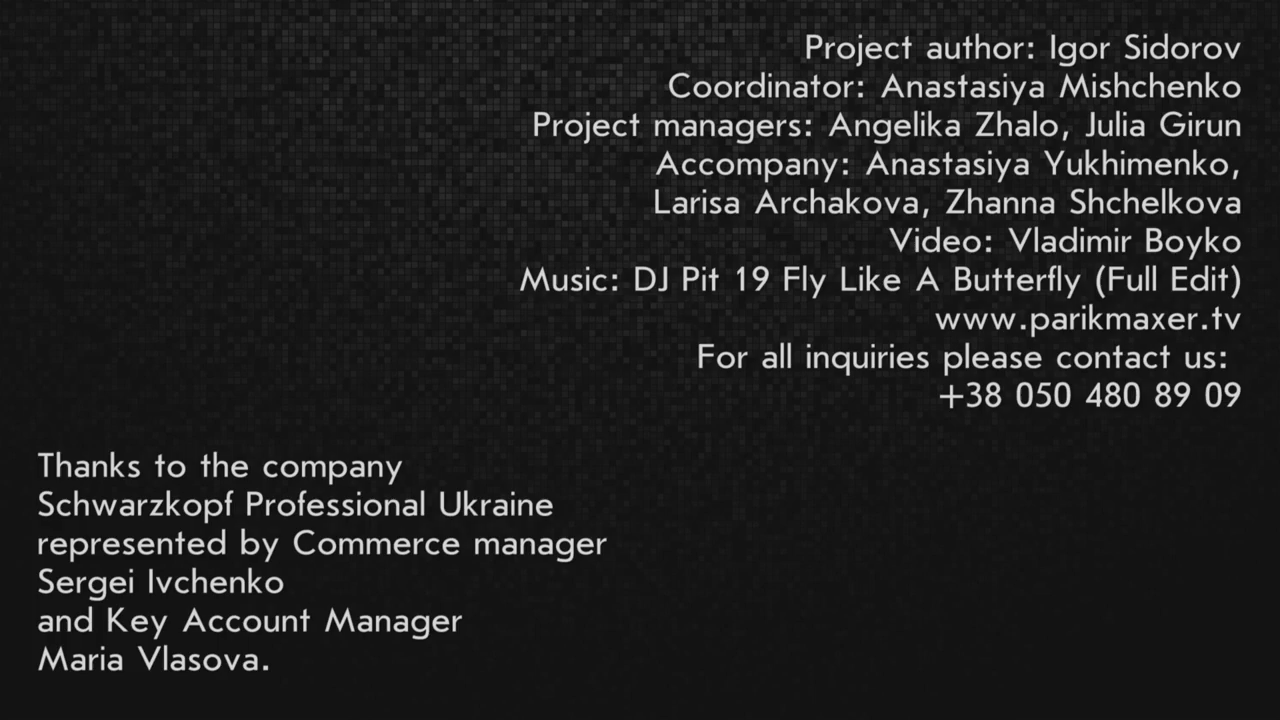 Project author: Igor Sidorov
Coordinator: Anastasiya Mishchenko
Project managers: Angelika Zhalo, Julia Girun
Accompany: Anastasiya Yukhimenko,
Larisa Archakova, Zhanna Shchelkova
Video: Vladimir Boyko
Music: DJ Pit 19 Fly Like A Butterfly (Full Edit)
www.parikmaxer.tv
For all inquiries please contact us:
+38 050 480 89 09
Thanks to the company
Schwarzkopf Professional Ukraine
represented by Commerce manager
Sergei Ivchenko
and Key Account Manager
Maria Vlasova.